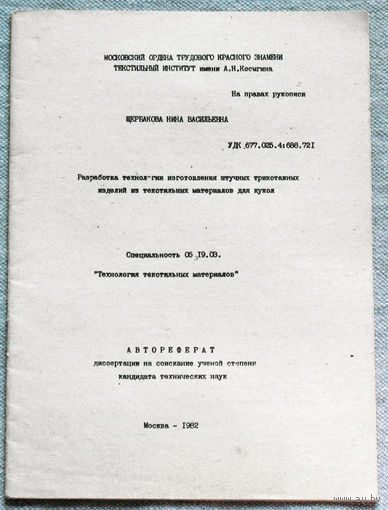 МОСКОВСКИЙ ОРДЕНА ТРУДОВОГО КРАСНОГО ЗНАМЕНИ
ТЕКСТИЛЬНЫЙ ИНСТИТУТ имени А.Н.Косыгина
На правах рукописи
ЩЕРБАКОВА НИНА ВАСИЛЬЕВНА
УДК 677.025.4:688.721
Разработка технологии изготовления штучных трикотажных
изделий из текстильных материалов для кукол
Специальность 05.19.03.
"Технология текстильных материалов"
АВТОРЕФЕРАТ
диссертации на соискание ученой степени
кандидата технических наук
Москва - 1982